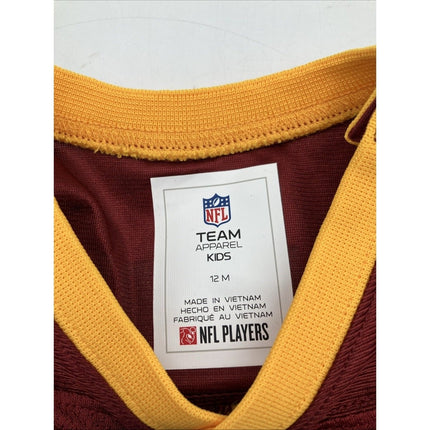 NFL
TEAM
APPAREL
KIDS
12 M
MADE IN VIETNAM
HECHO EN VIETNAM
FABRIQUÉ AU VIETNAM
NFL PLAYERS